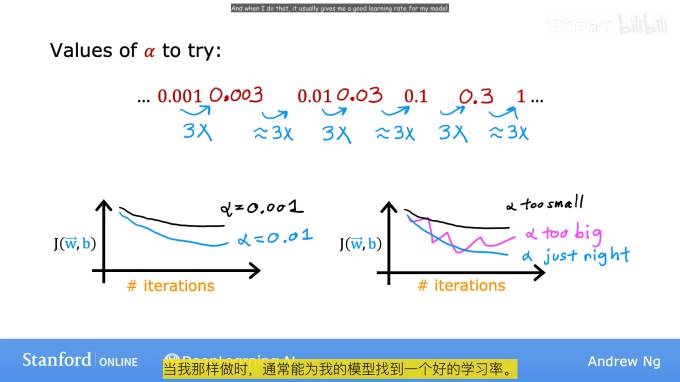 And when I do that, it usually gives me a good learning rate for my model
bilibili
Values of α to try:
... 0.001 0.003 0.01 0.03 0.1 0.3 1 ...
3X ≈3X 3X ≈3X 3X ≈3X
α=0.001
α=0.01
J(w⃗,b)
# iterations
α too small
α too big
α just right
J(w⃗,b)
# iterations
Stanford ONLINE
Andrew Ng
当我那样做时，通常能为我的模型找到一个好的学习率。